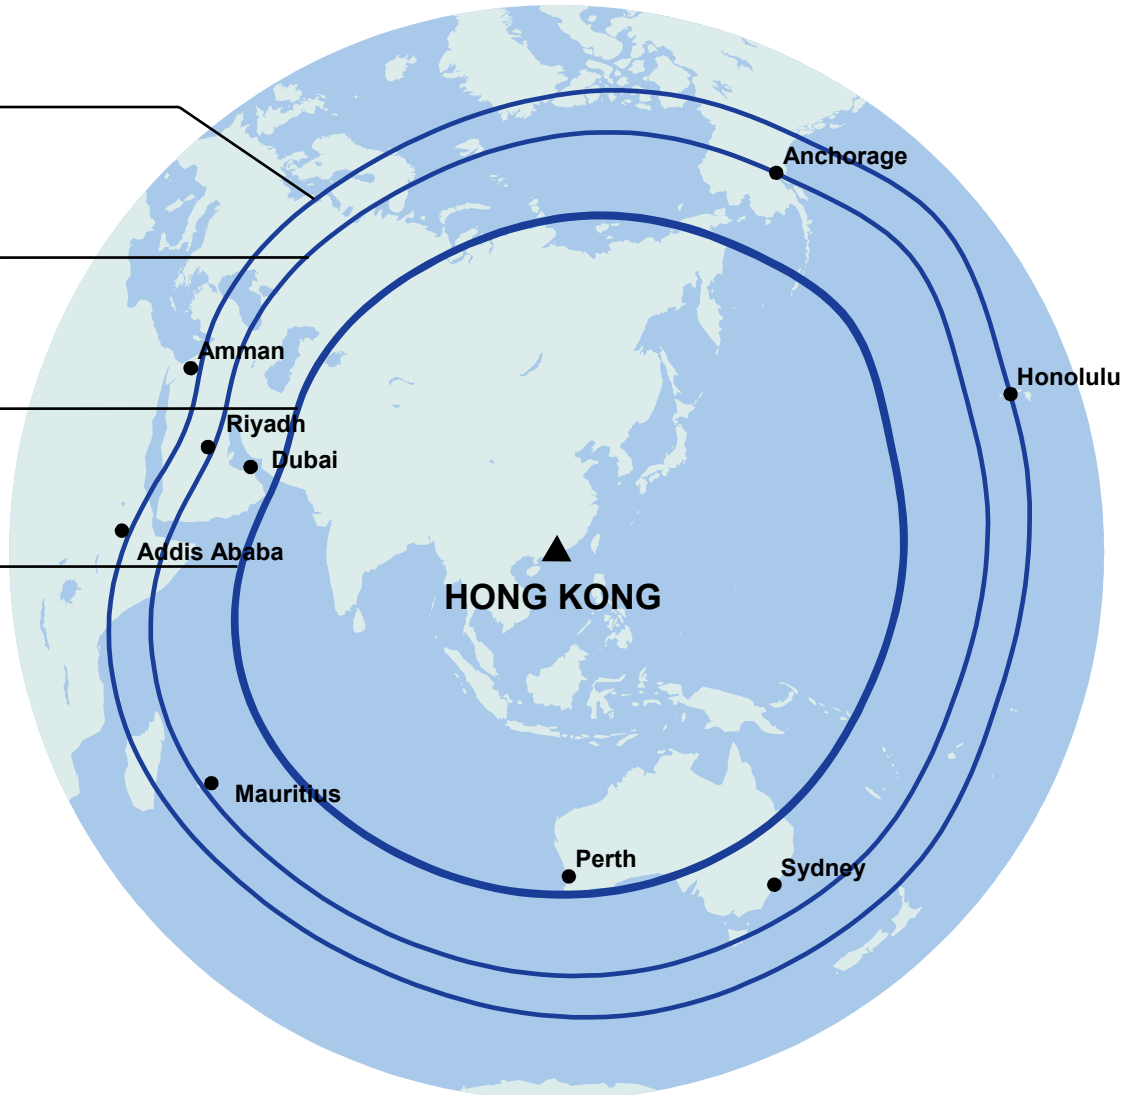 Anchorage
Amman
Honolulu
Riyadh
Dubai
Addis Ababa
HONG KONG
Mauritius
Perth
Sydney